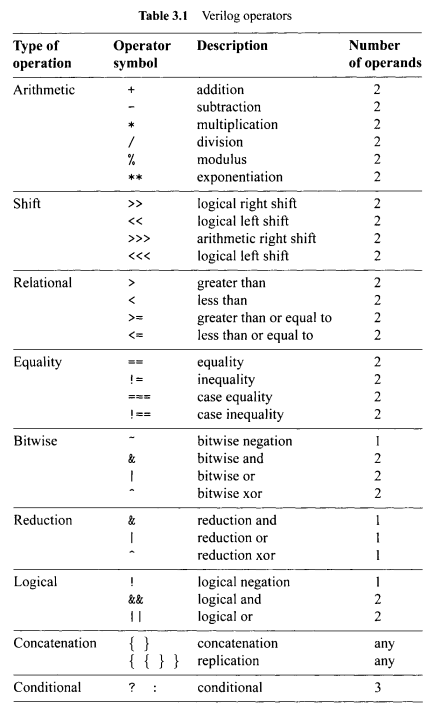 Table 3.1 Verilog operators
Type of operation Operator symbol Description Number of operands
Arithmetic + addition 2
- subtraction 2
* multiplication 2
/ division 2
% modulus 2
** exponentiation 2
Shift >> logical right shift 2
<< logical left shift 2
>>> arithmetic right shift 2
<<< logical left shift 2
Relational > greater than 2
< less than 2
>= greater than or equal to 2
<= less than or equal to 2
Equality == equality 2
!= inequality 2
=== case equality 2
!== case inequality 2
Bitwise ~ bitwise negation 1
& bitwise and 2
| bitwise or 2
^ bitwise xor 2
Reduction & reduction and 1
| reduction or 1
^ reduction xor 1
Logical ! logical negation 1
&& logical and 2
|| logical or 2
Concatenation { } concatenation any
{ { } } replication any
Conditional ? : conditional 3